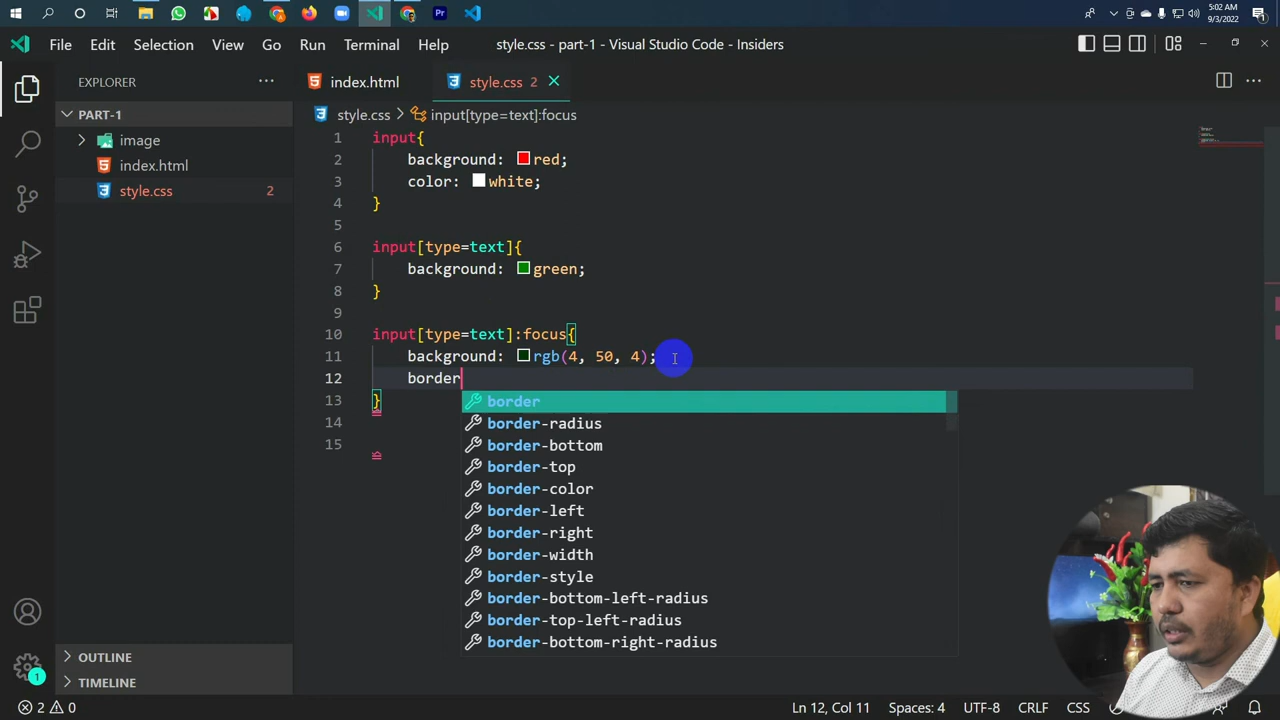 5:02 AM
9/3/2022
File Edit Selection View Go Run Terminal Help
style.css - part-1 - Visual Studio Code - Insiders
EXPLORER
index.html
style.css 2
PART-1
style.css > input[type=text]:focus
image
index.html
style.css 2
1 input{
2 background: red;
3 color: white;
4 }
5
6 input[type=text]{
7 background: green;
8 }
9
10 input[type=text]:focus{
11 background: rgb(4, 50, 4);
12 border
13 }
14
15
border
border-radius
border-bottom
border-top
border-color
border-left
border-right
border-width
border-style
border-bottom-left-radius
border-top-left-radius
border-bottom-right-radius
OUTLINE
TIMELINE
1
2 0
Ln 12, Col 11 Spaces: 4 UTF-8 CRLF CSS